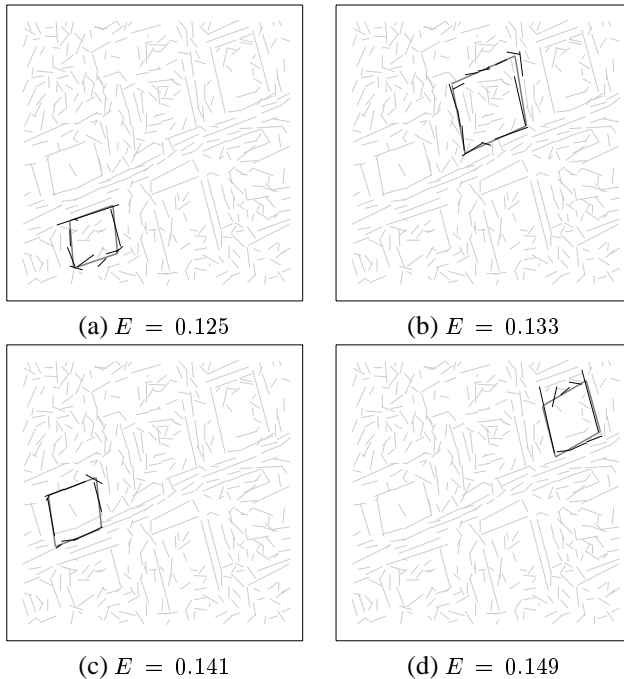 (a) E = 0.125
(b) E = 0.133
(c) E = 0.141
(d) E = 0.149